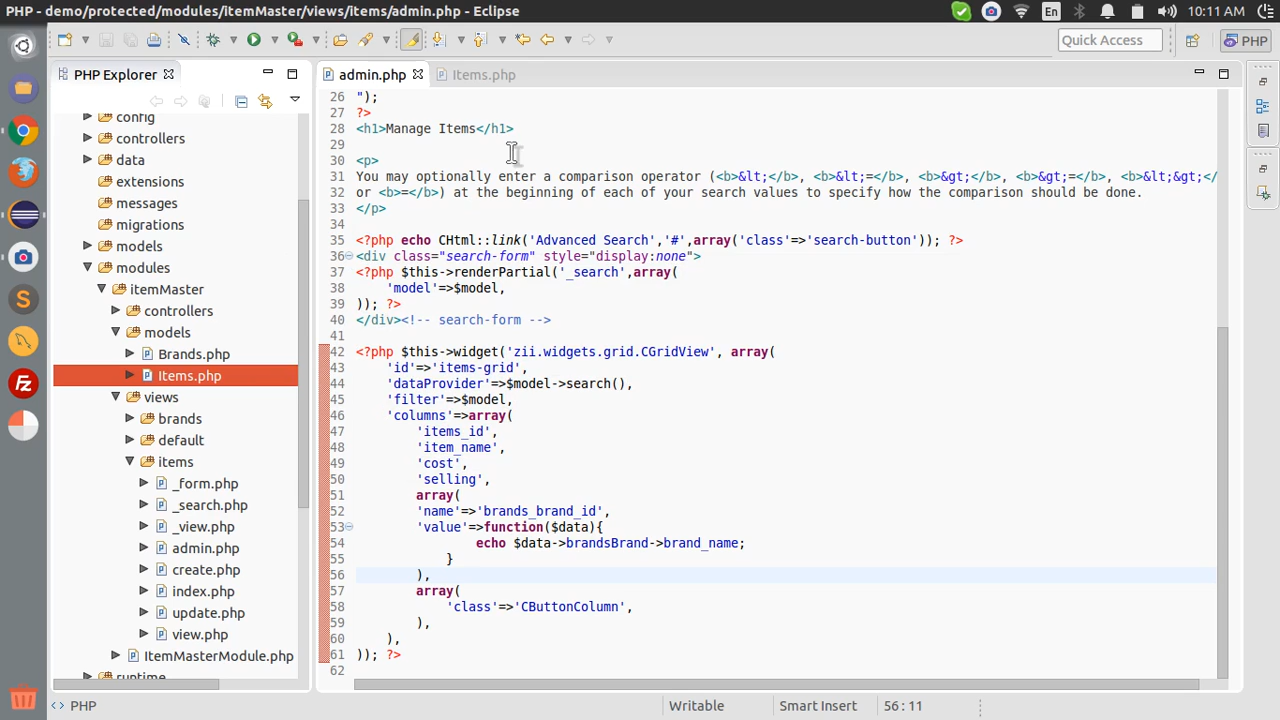 PHP - demo/protected/modules/itemMaster/views/items/admin.php - Eclipse
En
10:11 AM
Quick Access
PHP
PHP Explorer
config
controllers
data
extensions
messages
migrations
models
modules
itemMaster
controllers
models
Brands.php
Items.php
views
brands
default
items
_form.php
_search.php
_view.php
admin.php
create.php
index.php
update.php
view.php
ItemMasterModule.php
runtime
admin.php
Items.php
26 ");
27 ?>
28 <h1>Manage Items</h1>
29
30 <p>
31 You may optionally enter a comparison operator (<b>&lt;</b>, <b>&lt;=</b>, <b>&gt;</b>, <b>&gt;=</b>, <b>&lt;&gt;</
32 or <b>=</b>) at the beginning of each of your search values to specify how the comparison should be done.
33 </p>
34
35 <?php echo CHtml::link('Advanced Search','#',array('class'=>'search-button')); ?>
36 <div class="search-form" style="display:none">
37 <?php $this->renderPartial('_search',array(
38 'model'=>$model,
39 )); ?>
40 </div><!-- search-form -->
41
42 <?php $this->widget('zii.widgets.grid.CGridView', array(
43 'id'=>'items-grid',
44 'dataProvider'=>$model->search(),
45 'filter'=>$model,
46 'columns'=>array(
47 'items_id',
48 'item_name',
49 'cost',
50 'selling',
51 array(
52 'name'=>'brands_brand_id',
53 'value'=>function($data){
54 echo $data->brandsBrand->brand_name;
55 }
56 ),
57 array(
58 'class'=>'CButtonColumn',
59 ),
60 ),
61 )); ?>
62
PHP
Writable
Smart Insert
56 : 11